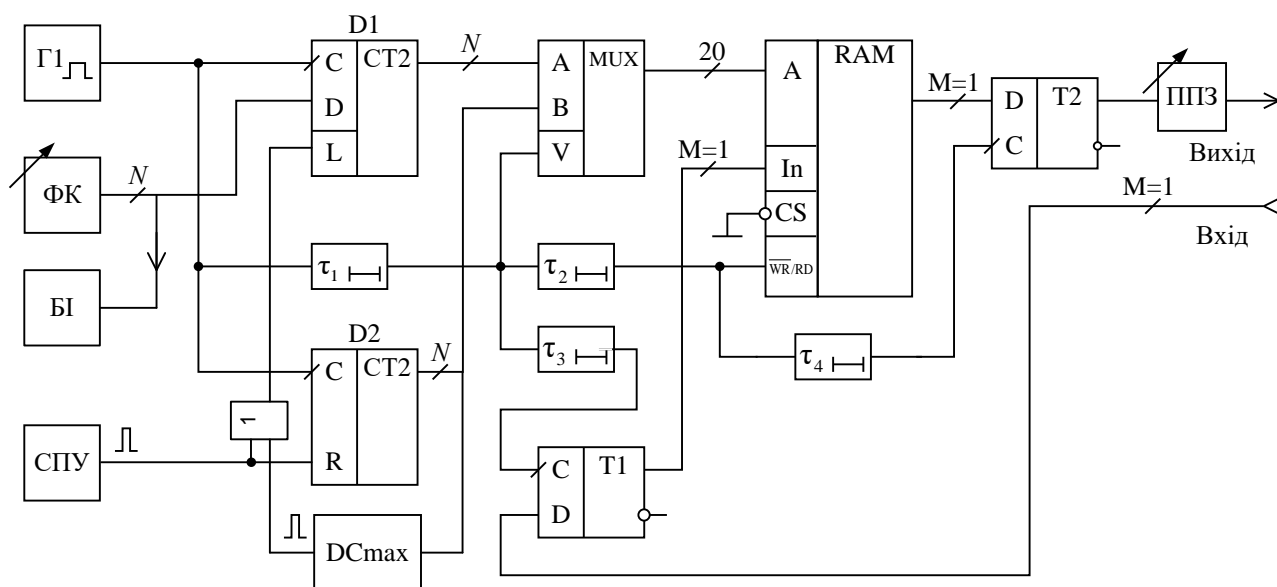 D1
Г1
C
CT2
N
A
MUX
20
A
RAM
D
B
M=1
D
T2
ППЗ
L
V
M=1
In
C
Вихід
ФК
N
CS
M=1
Вхід
τ1
τ2
WR/RD
БІ
D2
τ3
C
CT2
N
τ4
1
СПУ
R
C
T1
D
DCmax